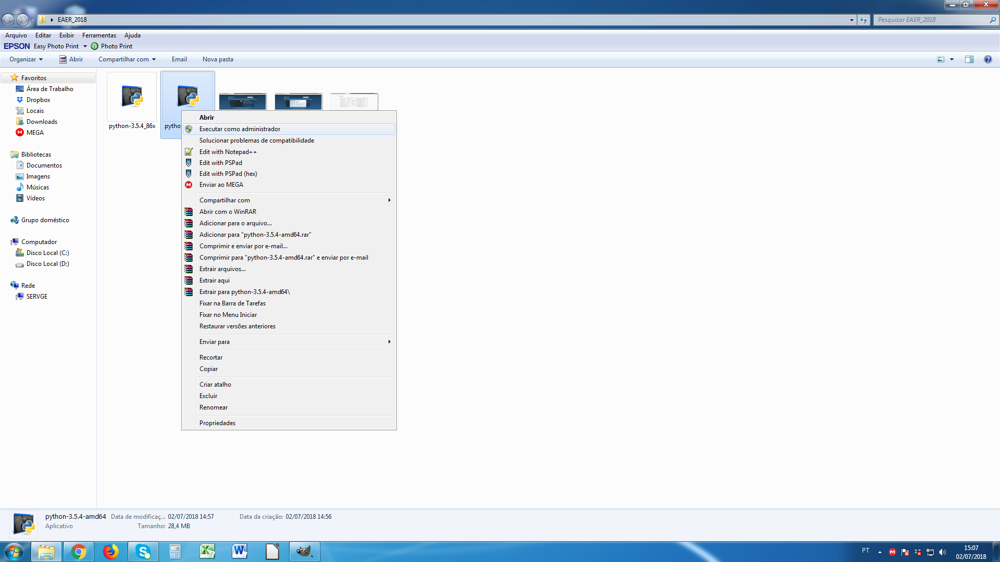 EAER_2018
Pesquisar EAER_2018
Arquivo Editar Exibir Ferramentas Ajuda
EPSON Easy Photo Print Photo Print
Organizar Abrir Compartilhar com Email Nova pasta
Favoritos
Área de Trabalho
Dropbox
Locais
Downloads
MEGA
Bibliotecas
Documentos
Imagens
Músicas
Vídeos
Grupo doméstico
Computador
Disco Local (C:)
Disco Local (D:)
Rede
SERVGE
python-3.5.4_86x
pytho
Abrir
Executar como administrador
Solucionar problemas de compatibilidade
Edit with Notepad++
Edit with PSPad
Edit with PSPad (hex)
Enviar ao MEGA
Compartilhar com
Abrir com o WinRAR
Adicionar para o arquivo...
Adicionar para "python-3.5.4-amd64.rar"
Comprimir e enviar por e-mail...
Comprimir para "python-3.5.4-amd64.rar" e enviar por e-mail
Extrair arquivos...
Extrair aqui
Extrair para python-3.5.4-amd64\
Fixar na Barra de Tarefas
Fixar no Menu Iniciar
Restaurar versões anteriores
Enviar para
Recortar
Copiar
Criar atalho
Excluir
Renomear
Propriedades
python-3.5.4-amd64 Data de modificaç... 02/07/2018 14:57 Data da criação: 02/07/2018 14:56
Aplicativo Tamanho: 28,4 MB
PT
15:07
02/07/2018